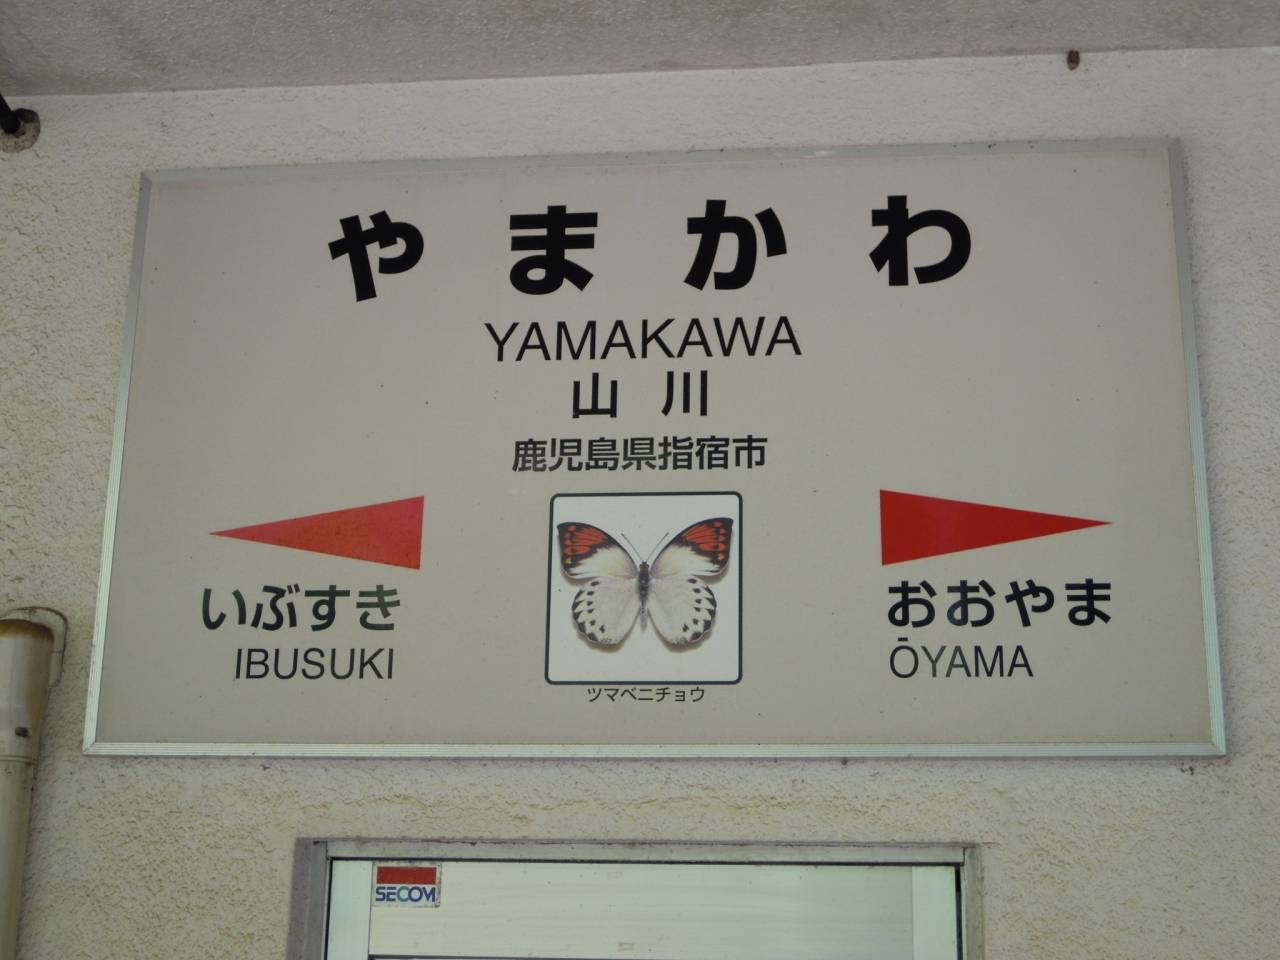 やまかわ
YAMAKAWA
山川
鹿児島県指宿市
いぶすき
IBUSUKI
おおやま
ŌYAMA
ツマベニチョウ
SECOM